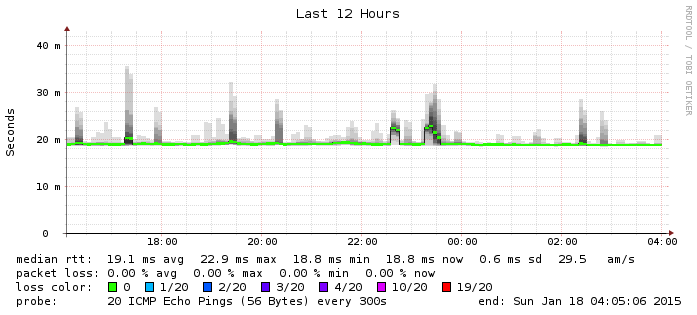 Last 12 Hours
RRDTOOL / TOBI OETIKER
Seconds
40 m
30 m
20 m
10 m
0
18:00 20:00 22:00 00:00 02:00 04:00
median rtt: 19.1 ms avg 22.9 ms max 18.8 ms min 18.8 ms now 0.6 ms sd 29.5 am/s
packet loss: 0.00 % avg 0.00 % max 0.00 % min 0.00 % now
loss color: 0 1/20 2/20 3/20 4/20 10/20 19/20
probe: 20 ICMP Echo Pings (56 Bytes) every 300s end: Sun Jan 18 04:05:06 2015